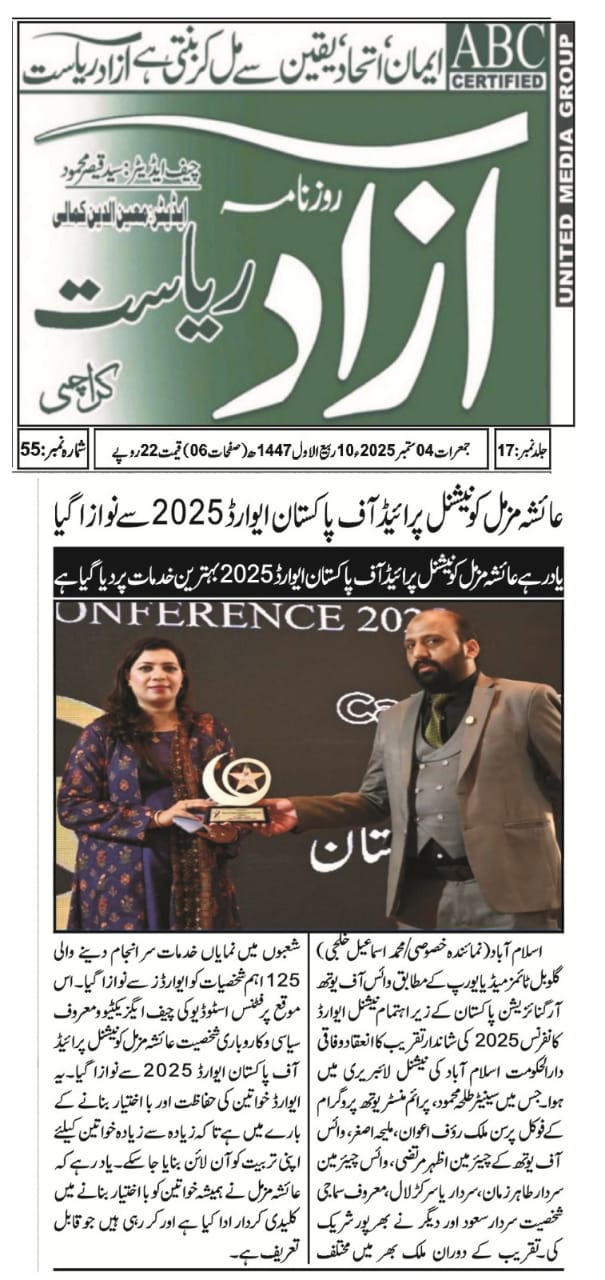 ایمان، اتحاد، یقین سے مل کر بنتی ہے آزاد ریاست
ABC
CERTIFIED
UNITED MEDIA GROUP
چیف ایڈیٹر: سید قیصر محمود
ایڈیٹر: معین الدین کمالی
روزنامہ
آزاد
ریاست
کراچی
جلد نمبر: 17
جمعرات 04 ستمبر 2025ء 10 ربیع الاول 1447ھ (صفحات 06) قیمت 22 روپے
شمارہ نمبر: 55
عائشہ مزمل کو نیشنل پرائیڈ آف پاکستان ایوارڈ 2025 سے نوازا گیا
یاد رہے عائشہ مزمل کو نیشنل پرائیڈ آف پاکستان ایوارڈ 2025 بہترین خدمات پر دیا گیا ہے
ONFERENCE 202
Ca
ستان
اسلام آباد (نمائندہ خصوصی/محمد اسماعیل خلجی)
گلوبل ٹائمز میڈیا یورپ کے مطابق وائس آف یوتھ
آرگنائزیشن پاکستان کے زیر اہتمام نیشنل ایوارڈ
کانفرنس 2025 کی شاندار تقریب کا انعقاد وفاقی
دارالحکومت اسلام آباد کی نیشنل لائبریری میں
ہوا۔ جس میں سینیٹر طلحہ محمود، پرائم منسٹر یوتھ پروگرام
کے فوکل پرسن ملک رؤف اعوان، ملیحہ اصغر، وائس
آف یوتھ کے چیئرمین اظہر مرتضی، وائس چیئرمین
سردار طاہر زمان، سردار یاسر کڑلال، معروف سماجی
شخصیت سردار سعود اور دیگر نے بھرپور شرکت
کی۔ تقریب کے دوران ملک بھر میں مختلف
شعبوں میں نمایاں خدمات سرانجام دینے والی
125 اہم شخصیات کو ایوارڈز سے نوازا گیا۔ اس
موقع پر فٹنس اسٹوڈیو کی چیف ایگزیکٹیو و معروف
سیاسی و کاروباری شخصیت عائشہ مزمل کو نیشنل پرائیڈ
آف پاکستان ایوارڈ 2025 سے نوازا گیا۔ یہ
ایوارڈ خواتین کی حفاظت اور با اختیار بنانے کے
بارے میں ہے تاکہ زیادہ سے زیادہ خواتین کیلئے
اپنی تربیت کو آن لائن بنایا جا سکے۔ یاد رہے کہ
عائشہ مزمل نے ہمیشہ خواتین کو با اختیار بنانے میں
کلیدی کردار ادا کیا ہے اور کر رہی ہیں جو قابل
تعریف ہے۔